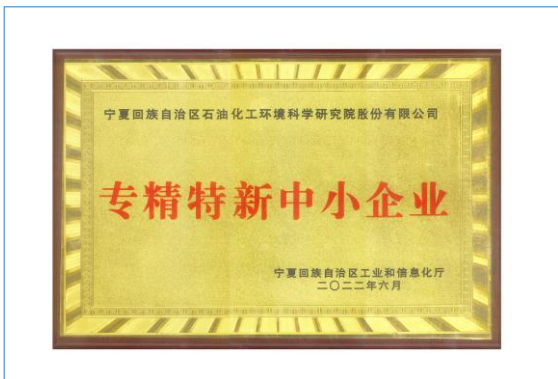 宁夏回族自治区石油化工环境科学研究院股份有限公司
专精特新中小企业
宁夏回族自治区工业和信息化厅
二〇二二年六月